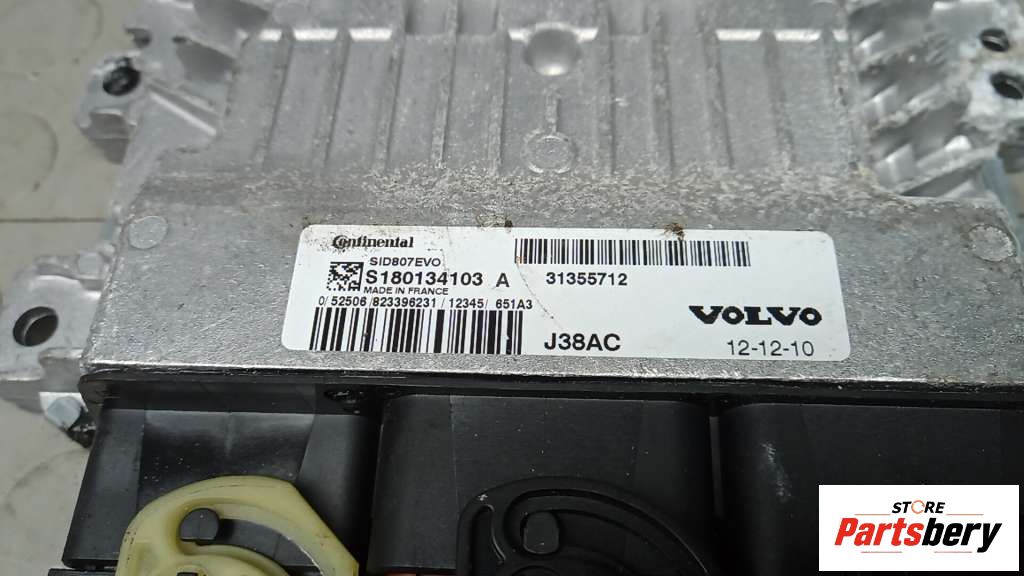 Continental
SID807EVO
S180134103 A
31355712
MADE IN FRANCE
0/ 52506 /823396231 / 12345/ 651A3
VOLVO
J38AC
12-12-10
STORE
Partsbery